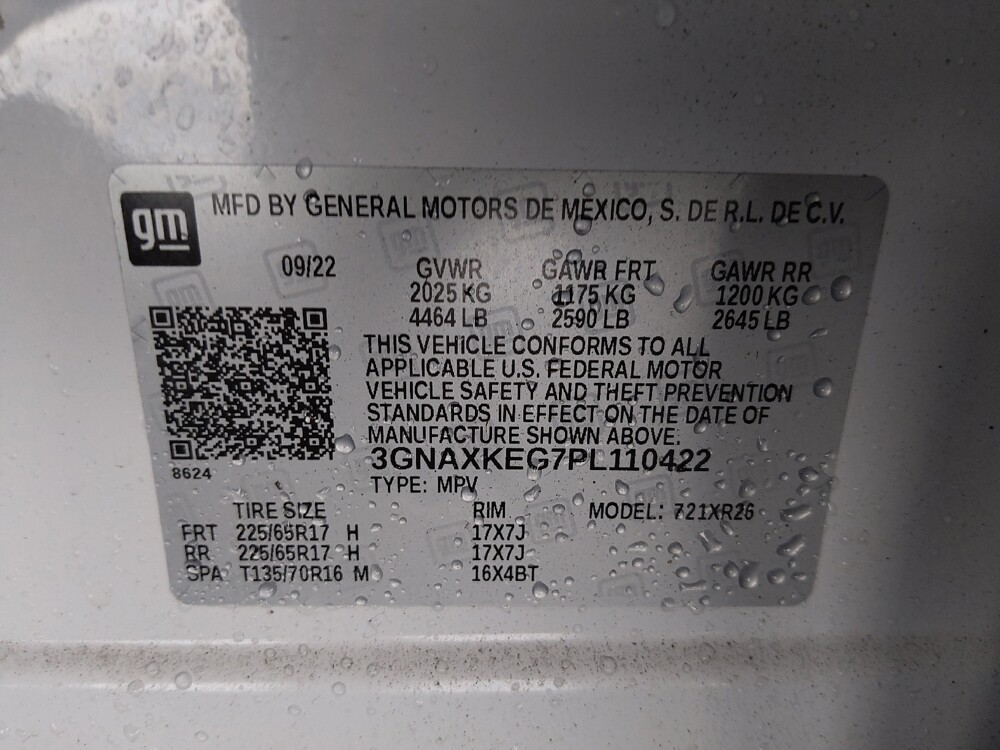 gm
MFD BY GENERAL MOTORS DE MEXICO, S. DE R.L. DE C.V.
09/22 GVWR GAWR FRT GAWR RR
2025 KG 1175 KG 1200 KG
4464 LB 2590 LB 2645 LB
THIS VEHICLE CONFORMS TO ALL
APPLICABLE U.S. FEDERAL MOTOR
VEHICLE SAFETY AND THEFT PREVENTION
STANDARDS IN EFFECT ON THE DATE OF
MANUFACTURE SHOWN ABOVE.
3GNAXKEG7PL110422
8624
TYPE: MPV
TIRE SIZE RIM MODEL: 721XR26
FRT 225/65R17 H 17X7J
RR 225/65R17 H 17X7J
SPA T135/70R16 M 16X4BT